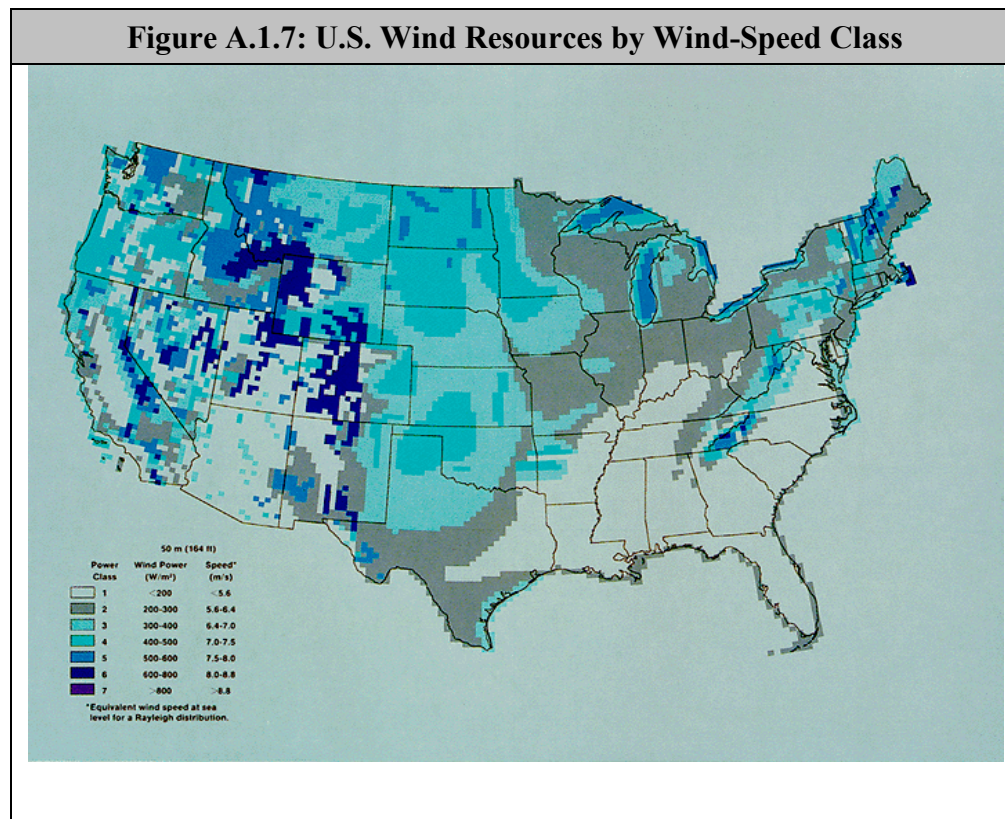 Figure A.1.7: U.S. Wind Resources by Wind-Speed Class
50 m (164 ft)
Power Wind Power Speed*
Class (W/m²) (m/s)
1 <200 <5.6
2 200-300 5.6-6.4
3 300-400 6.4-7.0
4 400-500 7.0-7.5
5 500-600 7.5-8.0
6 600-800 8.0-8.8
7 >800 >8.8
*Equivalent wind speed at sea
level for a Rayleigh distribution.